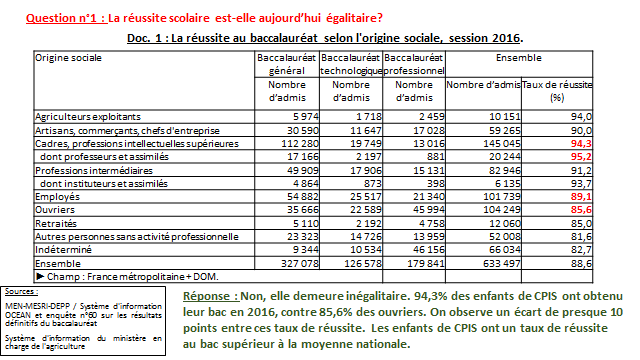 Question n°1 : La réussite scolaire est-elle aujourd'hui égalitaire?
Doc. 1 : La réussite au baccalauréat selon l'origine sociale, session 2016.
Origine sociale Baccalauréat général Baccalauréat technologique Baccalauréat professionnel Ensemble
Nombre d'admis Nombre d'admis Nombre d'admis Nombre d'admis Taux de réussite (%)
Agriculteurs exploitants 5 974 1 718 2 459 10 151 94,0
Artisans, commerçants, chefs d'entreprise 30 590 11 647 17 028 59 265 90,0
Cadres, professions intellectuelles supérieures 112 280 19 749 13 016 145 045 94,3
dont professeurs et assimilés 17 166 2 197 881 20 244 95,2
Professions intermédiaires 49 909 17 906 15 131 82 946 91,2
dont instituteurs et assimilés 4 864 873 398 6 135 93,7
Employés 54 882 25 517 21 340 101 739 89,1
Ouvriers 35 666 22 589 45 994 104 249 85,6
Retraités 5 110 2 192 4 758 12 060 85,0
Autres personnes sans activité professionnelle 23 323 14 726 13 959 52 008 81,6
Indéterminé 9 344 10 534 46 156 66 034 82,7
Ensemble 327 078 126 578 179 841 633 497 88,6
► Champ : France métropolitaine + DOM.
Sources :
MEN-MESRI-DEPP / Système d'information
OCEAN et enquête n°60 sur les résultats
définitifs du baccalauréat
Système d'information du ministère en
charge de l'agriculture
Réponse : Non, elle demeure inégalitaire. 94,3% des enfants de CPIS ont obtenu
leur bac en 2016, contre 85,6% des ouvriers. On observe un écart de presque 10
points entre ces taux de réussite. Les enfants de CPIS ont un taux de réussite
au bac supérieur à la moyenne nationale.